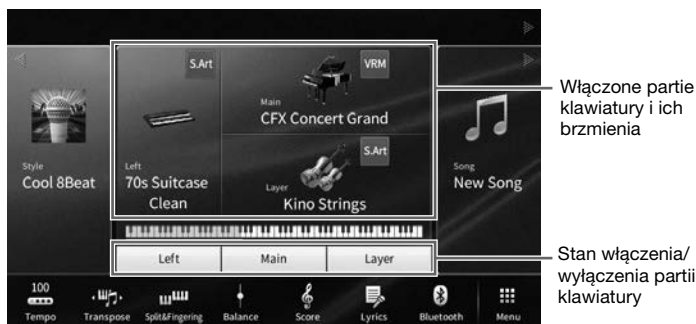 S.Art
VRM
Main
CFX Concert Grand
Style
Cool 8Beat
Left
70s Suitcase
Clean
S.Art
Layer
Kino Strings
Song
New Song
Left
Main
Layer
100
Tempo
Transpose
Split&Fingering
Balance
Score
Lyrics
Bluetooth
Menu
Włączone partie
klawiatury i ich
brzmienia
Stan włączenia/
wyłączenia partii
klawiatury